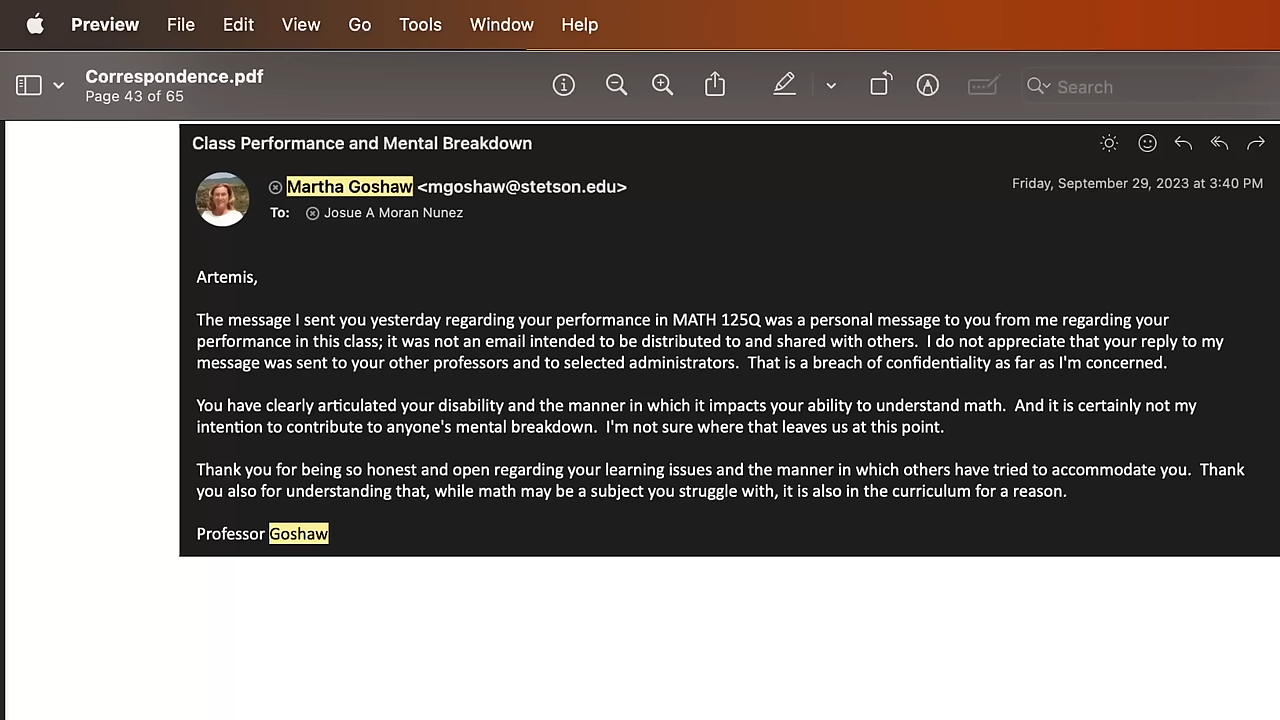 Preview File Edit View Go Tools Window Help
Correspondence.pdf
Page 43 of 65
Search
Class Performance and Mental Breakdown
Martha Goshaw <mgoshaw@stetson.edu>
Friday, September 29, 2023 at 3:40 PM
To: Josue A Moran Nunez
Artemis,
The message I sent you yesterday regarding your performance in MATH 125Q was a personal message to you from me regarding your
performance in this class; it was not an email intended to be distributed to and shared with others.  I do not appreciate that your reply to my
message was sent to your other professors and to selected administrators.  That is a breach of confidentiality as far as I'm concerned.
You have clearly articulated your disability and the manner in which it impacts your ability to understand math.  And it is certainly not my
intention to contribute to anyone's mental breakdown.  I'm not sure where that leaves us at this point.
Thank you for being so honest and open regarding your learning issues and the manner in which others have tried to accommodate you.  Thank
you also for understanding that, while math may be a subject you struggle with, it is also in the curriculum for a reason.
Professor Goshaw